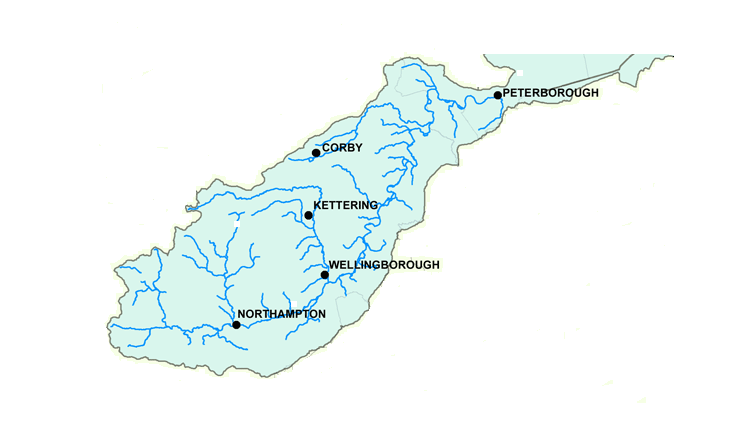 PETERBOROUGH
CORBY
KETTERING
WELLINGBOROUGH
NORTHAMPTON